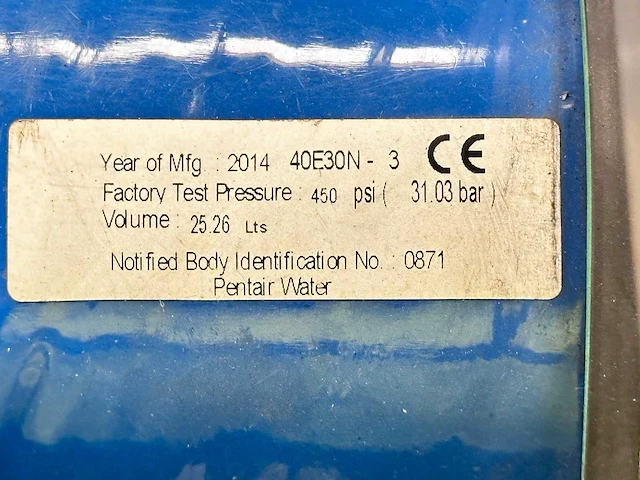 Year of Mfg : 2014 40E30N - 3 CE
Factory Test Pressure : 450 psi ( 31.03 bar )
Volume : 25.26 Lts
Notified Body Identification No. : 0871
Pentair Water